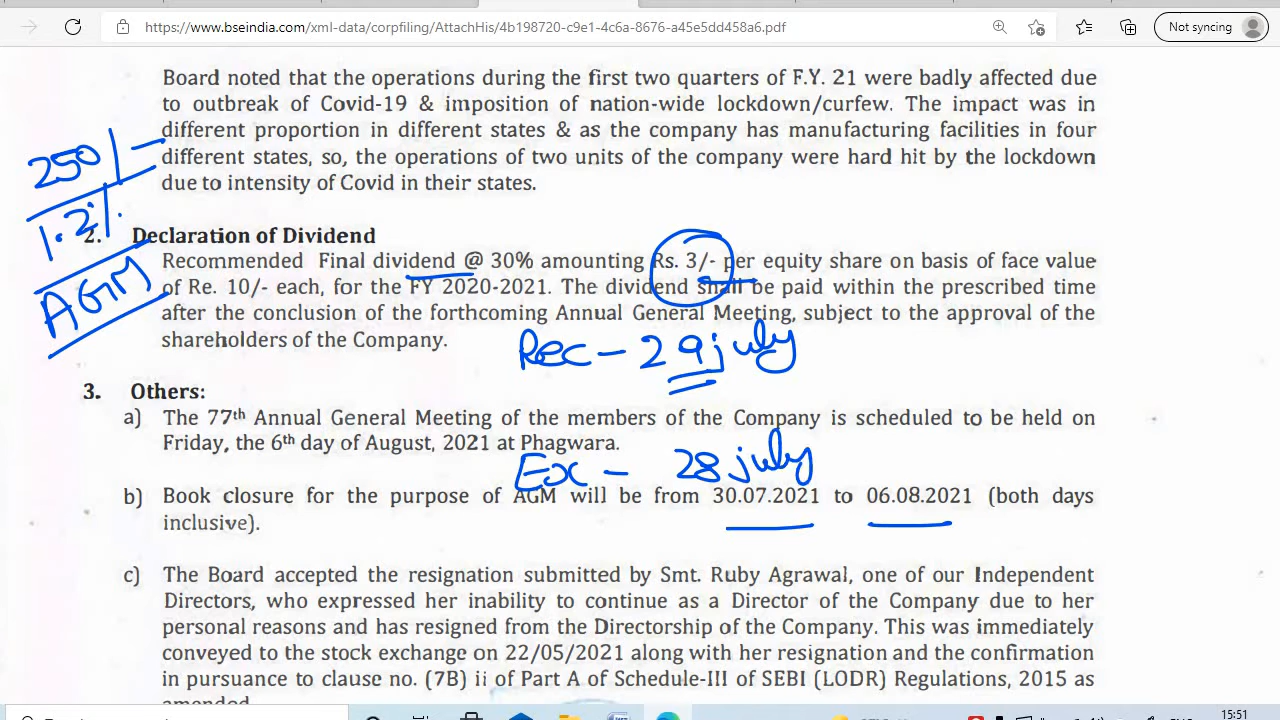 https://www.bseindia.com/xml-data/corpfiling/AttachHis/4b198720-c9e1-4c6a-8676-a45e5dd458a6.pdf
Not syncing
Board noted that the operations during the first two quarters of F.Y. 21 were badly affected due
to outbreak of Covid-19 & imposition of nation-wide lockdown/curfew. The impact was in
different proportion in different states & as the company has manufacturing facilities in four
different states, so, the operations of two units of the company were hard hit by the lockdown
due to intensity of Covid in their states.
250/-
1.2%
AGM
2. Declaration of Dividend
Recommended Final dividend @ 30% amounting Rs. 3/- per equity share on basis of face value
of Re. 10/- each, for the FY 2020-2021. The dividend shall be paid within the prescribed time
after the conclusion of the forthcoming Annual General Meeting, subject to the approval of the
shareholders of the Company.
Rec - 29 july
3. Others:
a) The 77th Annual General Meeting of the members of the Company is scheduled to be held on
Friday, the 6th day of August, 2021 at Phagwara.
Ex - 28 july
b) Book closure for the purpose of AGM will be from 30.07.2021 to 06.08.2021 (both days
inclusive).
c) The Board accepted the resignation submitted by Smt. Ruby Agrawal, one of our Independent
Directors, who expressed her inability to continue as a Director of the Company due to her
personal reasons and has resigned from the Directorship of the Company. This was immediately
conveyed to the stock exchange on 22/05/2021 along with her resignation and the confirmation
in pursuance to clause no. (7B) ii of Part A of Schedule-III of SEBI (LODR) Regulations, 2015 as
amended
15:51